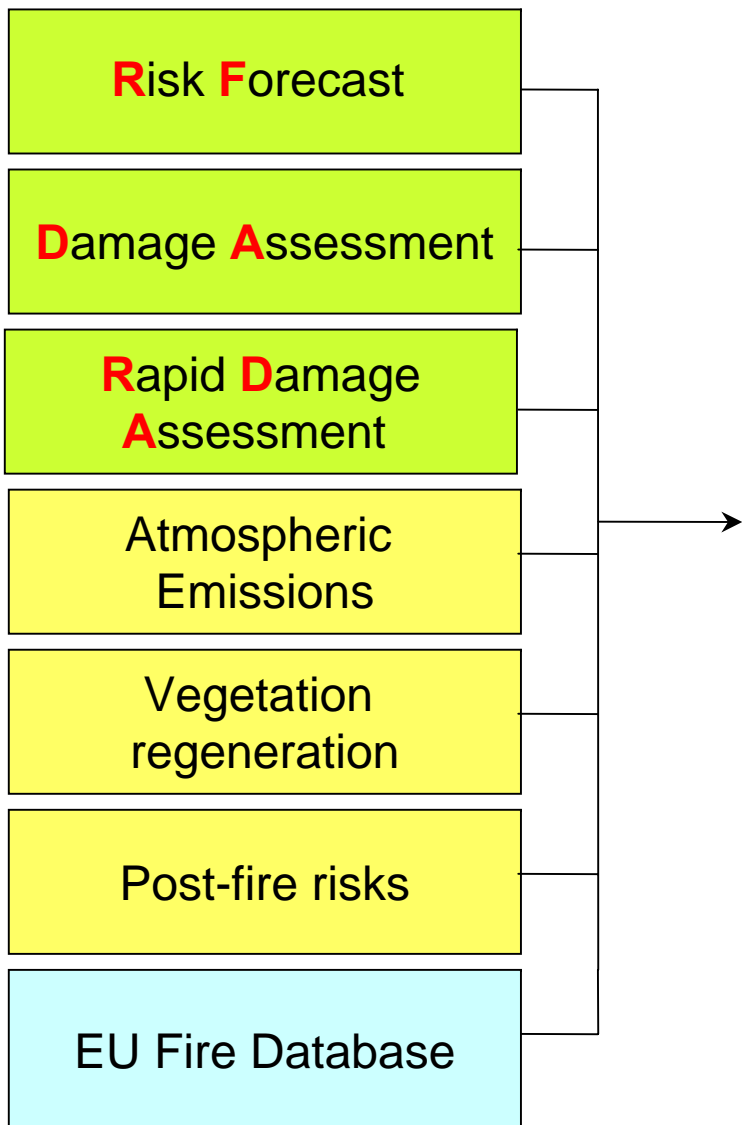 Risk Forecast
Damage Assessment
Rapid Damage
Assessment
Atmospheric
Emissions
Vegetation
regeneration
Post-fire risks
EU Fire Database